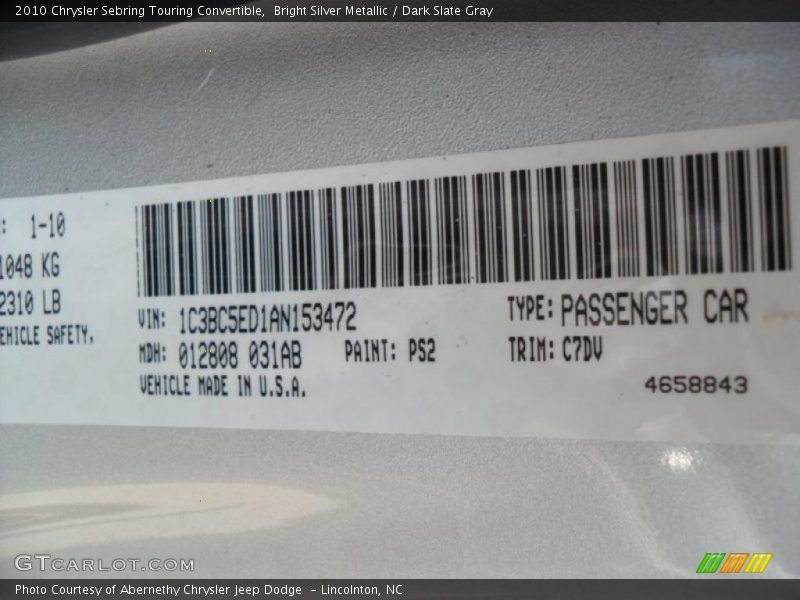 2010 Chrysler Sebring Touring Convertible,  Bright Silver Metallic / Dark Slate Gray
: 1-10
1048 KG
2310 LB
EHICLE SAFETY.
VIN: 1C3BC5ED1AN153472
TYPE: PASSENGER CAR
MDH: 012808 031AB
PAINT: PS2
TRIM: C7DV
VEHICLE MADE IN U.S.A.
4658843
GTCARLOT.COM
Photo Courtesy of Abernethy Chrysler Jeep Dodge  - Lincolnton, NC